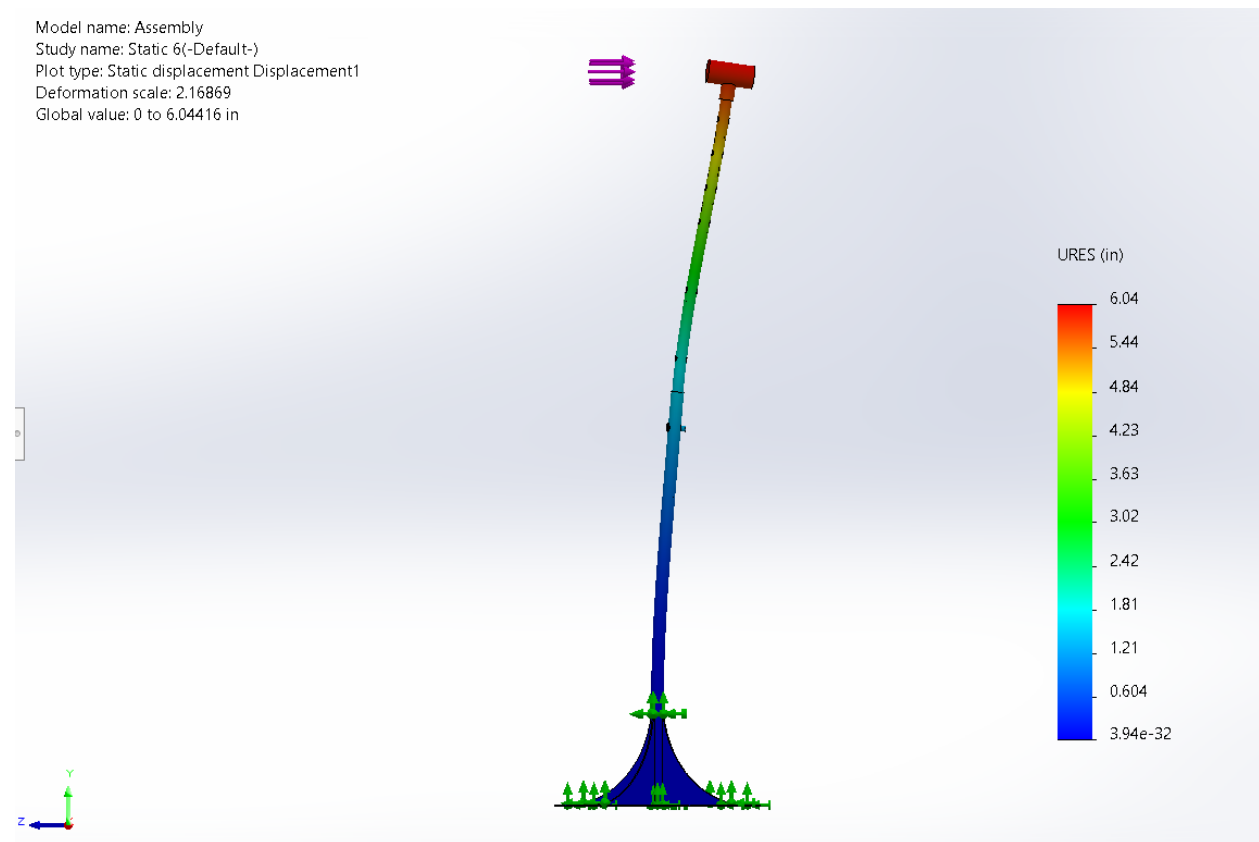 Model name: Assembly
Study name: Static 6(-Default-)
Plot type: Static displacement Displacement1
Deformation scale: 2.16869
Global value: 0 to 6.04416 in
URES (in)
6.04
5.44
4.84
4.23
3.63
3.02
2.42
1.81
1.21
0.604
3.94e-32
Y
Z